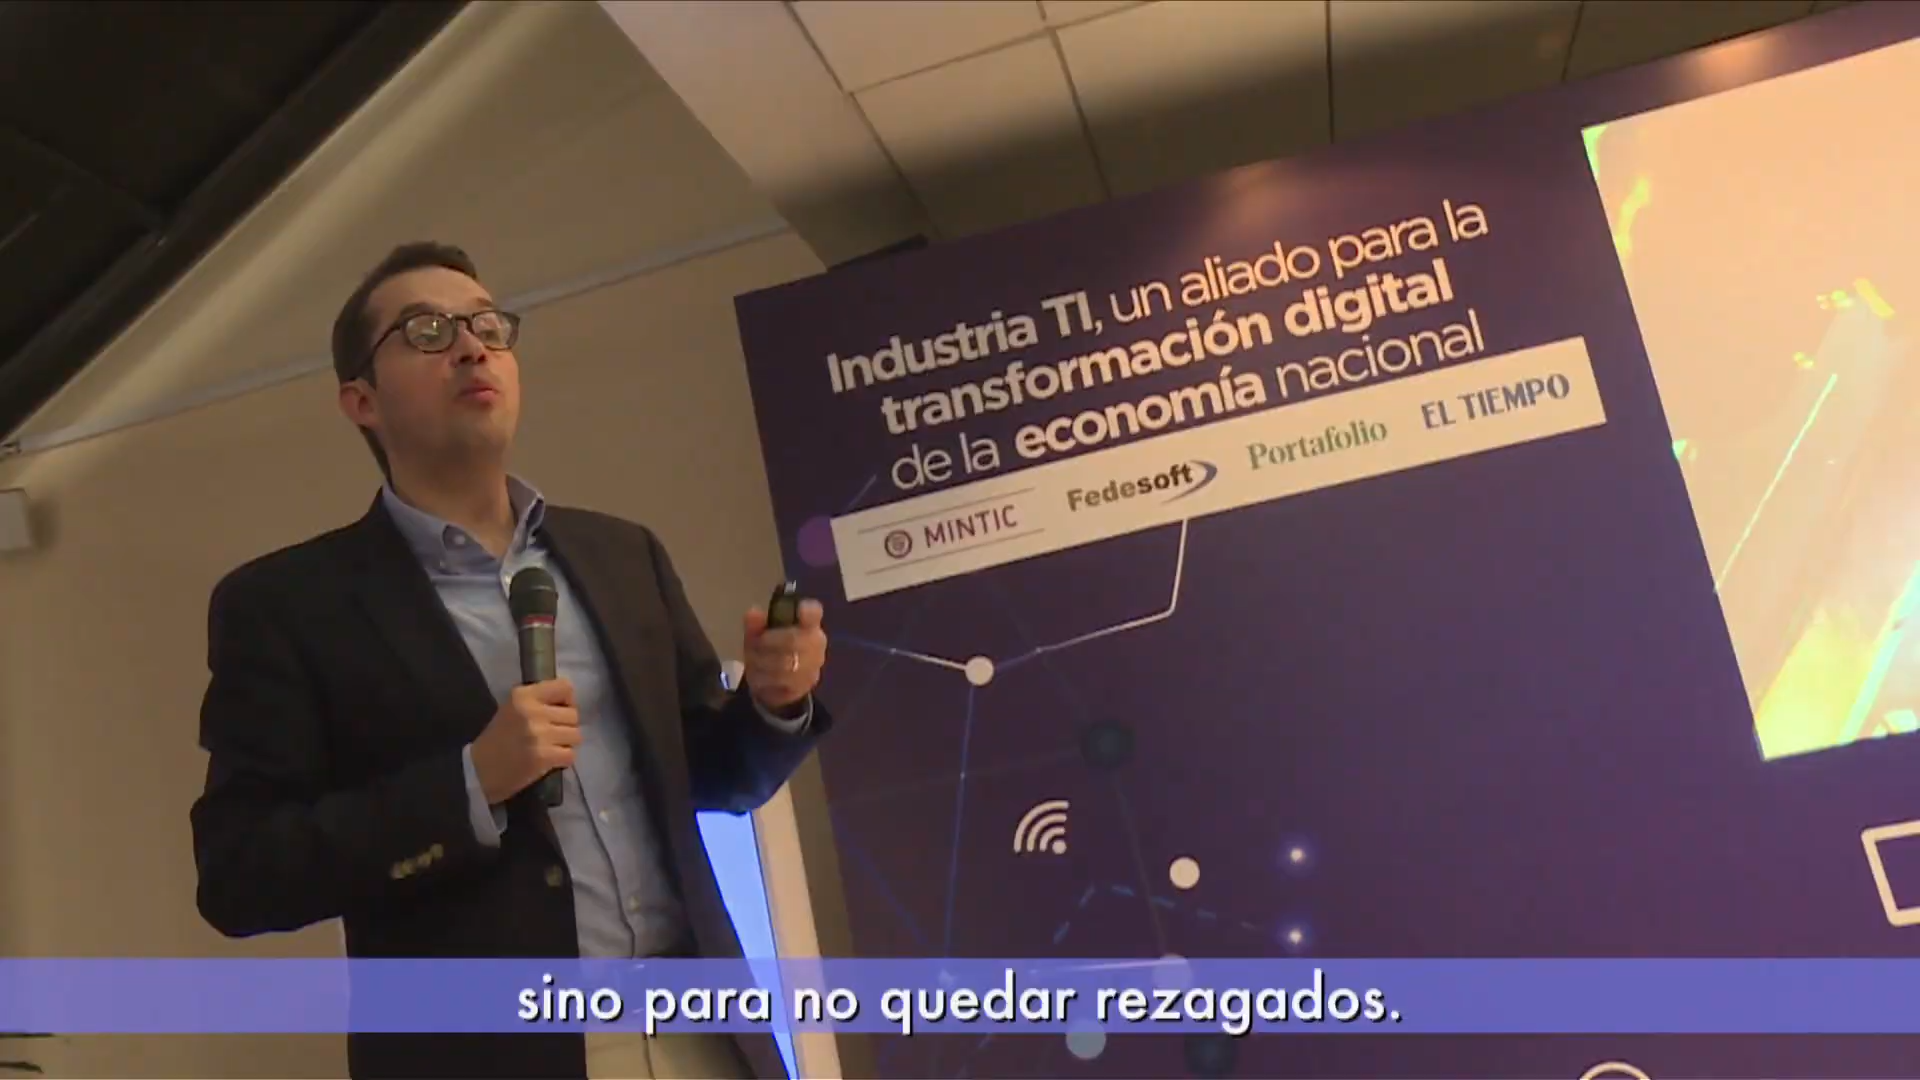 Industria TI, un aliado para la
transformación digital
de la economía nacional
MINTIC
Fedesoft
Portafolio
EL TIEMPO
sino para no quedar rezagados.